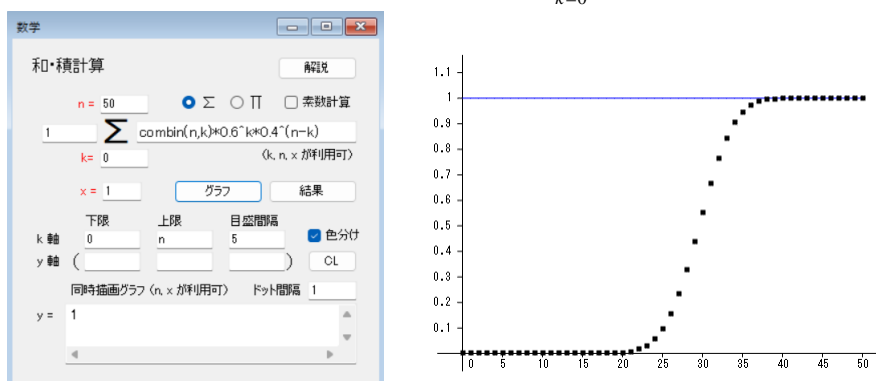 k=0
数学
和・積計算
解説
n = 50
Σ
∏
素数計算
1
Σ
combin(n,k)*0.6^k*0.4^(n-k)
k= 0
(k, n, x が利用可)
x = 1
グラフ
結果
下限
上限
目盛間隔
k 軸
0
n
5
色分け
y 軸 (
)
CL
同時描画グラフ (n, x が利用可)
ドット間隔 1
y = 1
1.1
1
0.9
0.8
0.7
0.6
0.5
0.4
0.3
0.2
0.1
0 5 10 15 20 25 30 35 40 45 50